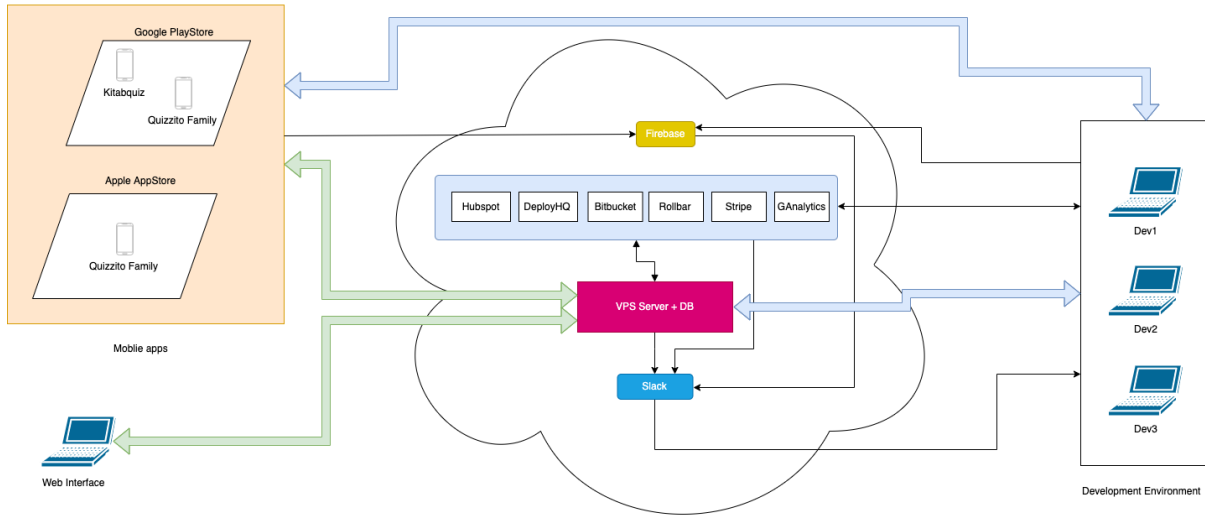 Google PlayStore
Kitabquiz
Quizzito Family
Apple AppStore
Quizzito Family
Moblie apps
Web Interface
Firebase
Hubspot
DeployHQ
Bitbucket
Rollbar
Stripe
GAnalytics
VPS Server + DB
Slack
Dev1
Dev2
Dev3
Development Environment